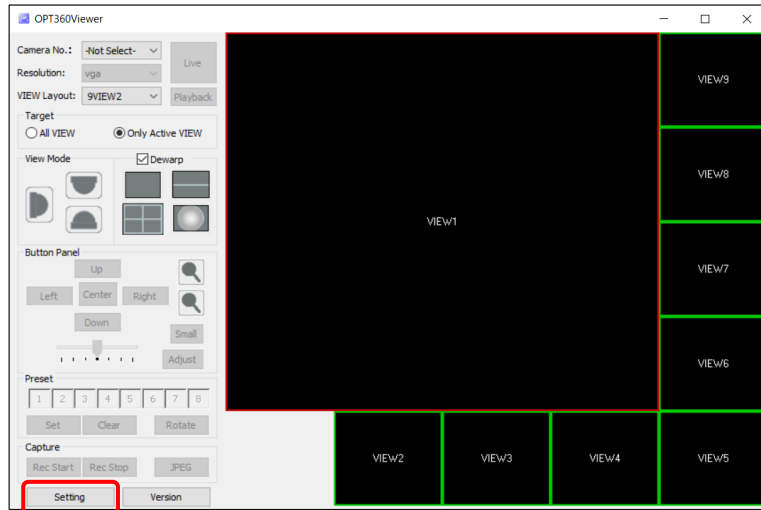 OPT360Viewer
Camera No.: -Not Select-
Live
Resolution: vga
VIEW Layout: 9VIEW2 Playback
Target
All VIEW Only Active VIEW
View Mode Dewarp
Button Panel
Up
Left Center Right
Down
Small
Adjust
Preset
1 2 3 4 5 6 7 8
Set Clear Rotate
Capture
Rec Start Rec Stop JPEG
Setting Version
VIEW1
VIEW9
VIEW8
VIEW7
VIEW6
VIEW2 VIEW3 VIEW4 VIEW5